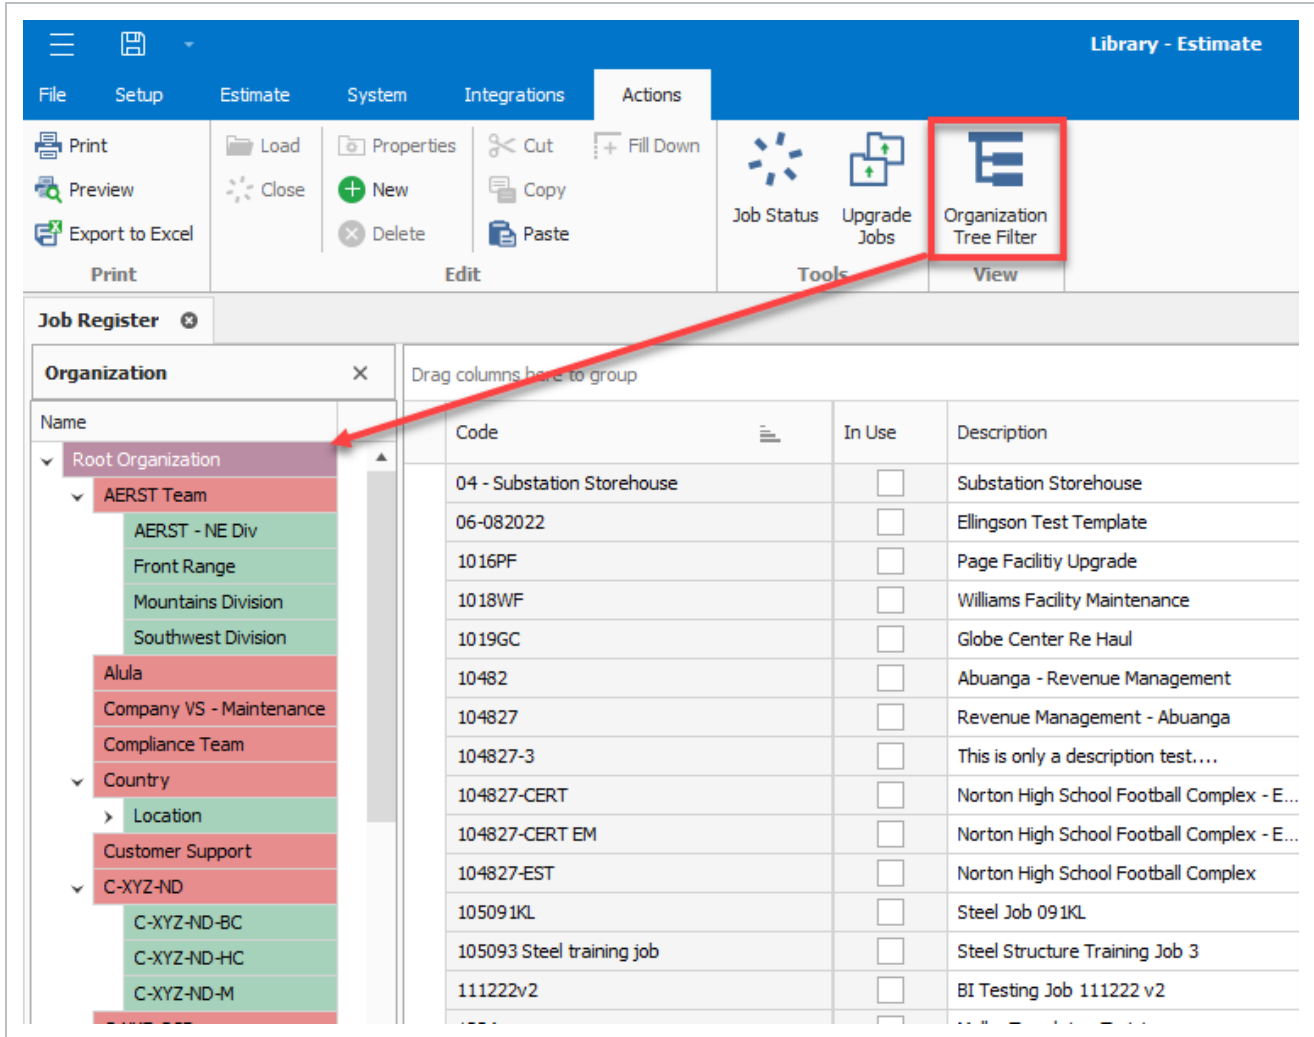 Library - Estimate
File Setup Estimate System Integrations Actions
Print Load Properties Cut Fill Down
Preview Close New Copy
Export to Excel Delete Paste
Job Status Upgrade Jobs Organization Tree Filter
Print Edit Tools View
Job Register
Organization
Drag columns here to group
Name
Code In Use Description
Root Organization
AERST Team
AERST - NE Div
Front Range
Mountains Division
Southwest Division
Alula
Company VS - Maintenance
Compliance Team
Country
Location
Customer Support
C-XYZ-ND
C-XYZ-ND-BC
C-XYZ-ND-HC
C-XYZ-ND-M
04 - Substation Storehouse Substation Storehouse
06-082022 Ellingson Test Template
1016PF Page Facilitiy Upgrade
1018WF Williams Facility Maintenance
1019GC Globe Center Re Haul
10482 Abuanga - Revenue Management
104827 Revenue Management - Abuanga
104827-3 This is only a description test....
104827-CERT Norton High School Football Complex - E...
104827-CERT EM Norton High School Football Complex - E...
104827-EST Norton High School Football Complex
105091KL Steel Job 091KL
105093 Steel training job Steel Structure Training Job 3
111222v2 BI Testing Job 111222 v2